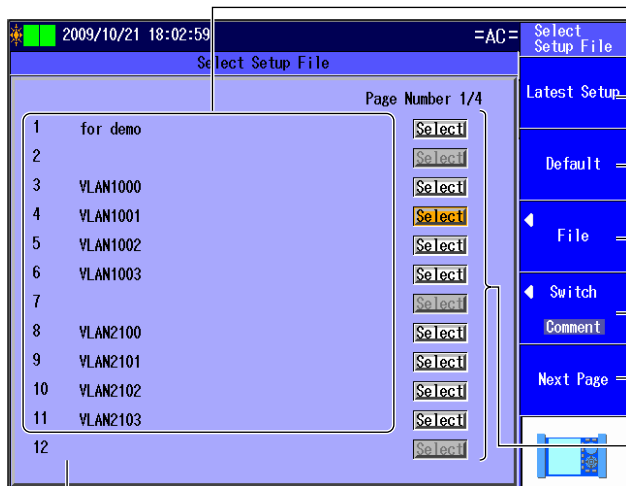 2009/10/21 18:02:59 =AC=
Select Setup File
Page Number 1/4
1 for demo Select
2 Select
3 VLAN1000 Select
4 VLAN1001 Select
5 VLAN1002 Select
6 VLAN1003 Select
7 Select
8 VLAN2100 Select
9 VLAN2101 Select
10 VLAN2102 Select
11 VLAN2103 Select
12 Select
Select
Setup File
Latest Setup
Default
File
Switch
Comment
Next Page